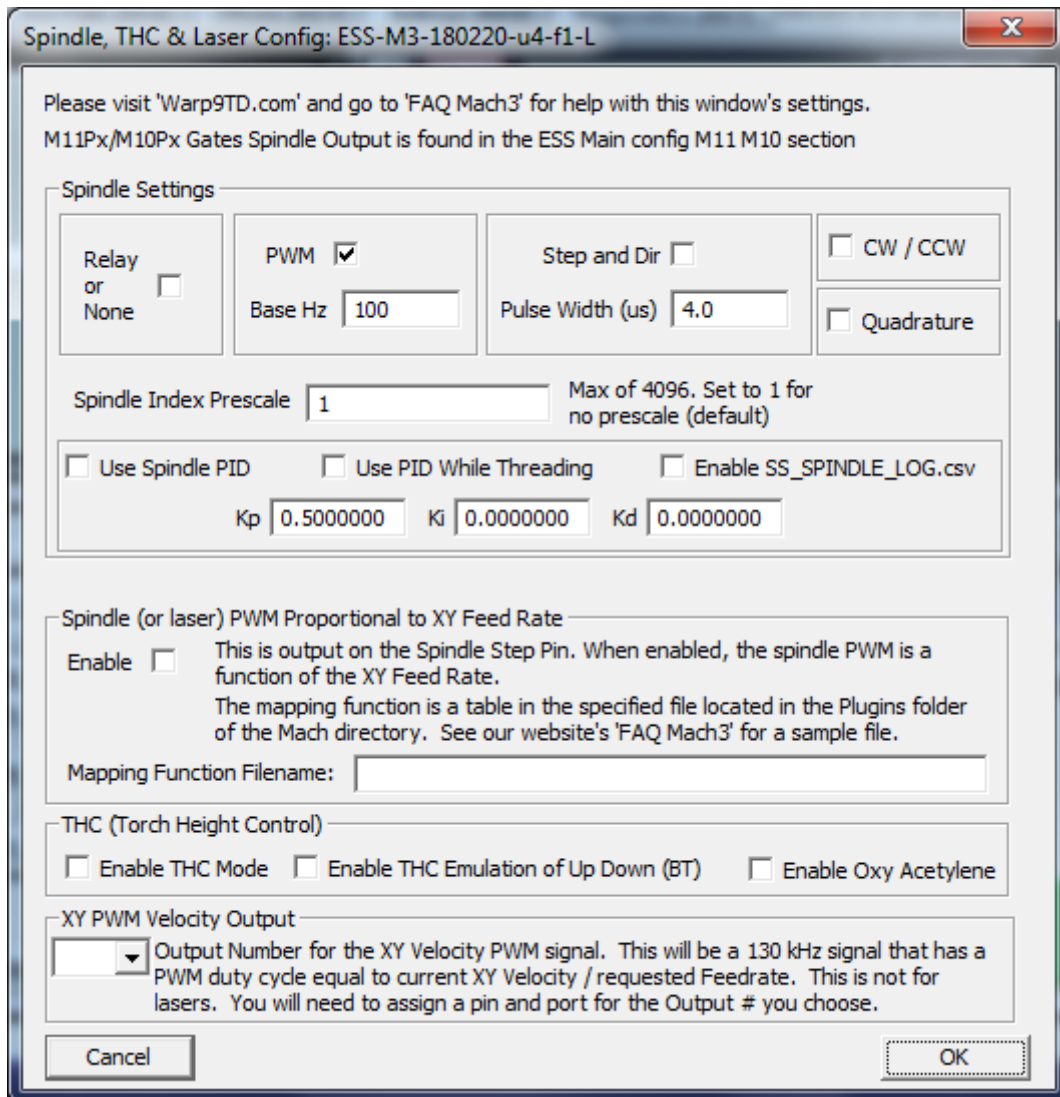 Spindle, THC & Laser Config: ESS-M3-180220-u4-f1-L
Please visit 'Warp9TD.com' and go to 'FAQ Mach3' for help with this window's settings.
M11Px/M10Px Gates Spindle Output is found in the ESS Main config M11 M10 section
Spindle Settings
Relay
or
None
PWM
Base Hz 100
Step and Dir
Pulse Width (us) 4.0
CW / CCW
Quadrature
Spindle Index Prescale 1
Max of 4096. Set to 1 for
no prescale (default)
Use Spindle PID Use PID While Threading Enable SS_SPINDLE_LOG.csv
Kp 0.5000000 Ki 0.0000000 Kd 0.0000000
Spindle (or laser) PWM Proportional to XY Feed Rate
Enable
This is output on the Spindle Step Pin. When enabled, the spindle PWM is a
function of the XY Feed Rate.
The mapping function is a table in the specified file located in the Plugins folder
of the Mach directory. See our website's 'FAQ Mach3' for a sample file.
Mapping Function Filename:
THC (Torch Height Control)
Enable THC Mode Enable THC Emulation of Up Down (BT) Enable Oxy Acetylene
XY PWM Velocity Output
Output Number for the XY Velocity PWM signal. This will be a 130 kHz signal that has a
PWM duty cycle equal to current XY Velocity / requested Feedrate. This is not for
lasers. You will need to assign a pin and port for the Output # you choose.
Cancel OK